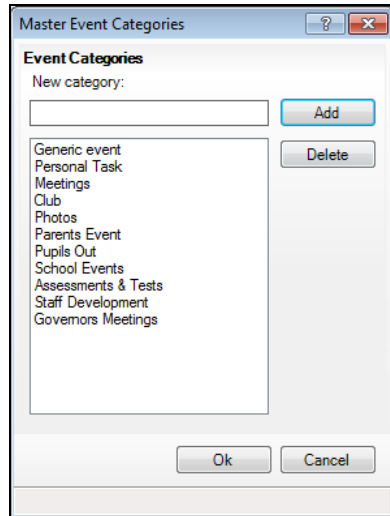 Master Event Categories
?
Event Categories
New category:
Add
Generic event
Delete
Personal Task
Meetings
Club
Photos
Parents Event
Pupils Out
School Events
Assessments & Tests
Staff Development
Governors Meetings
Ok
Cancel